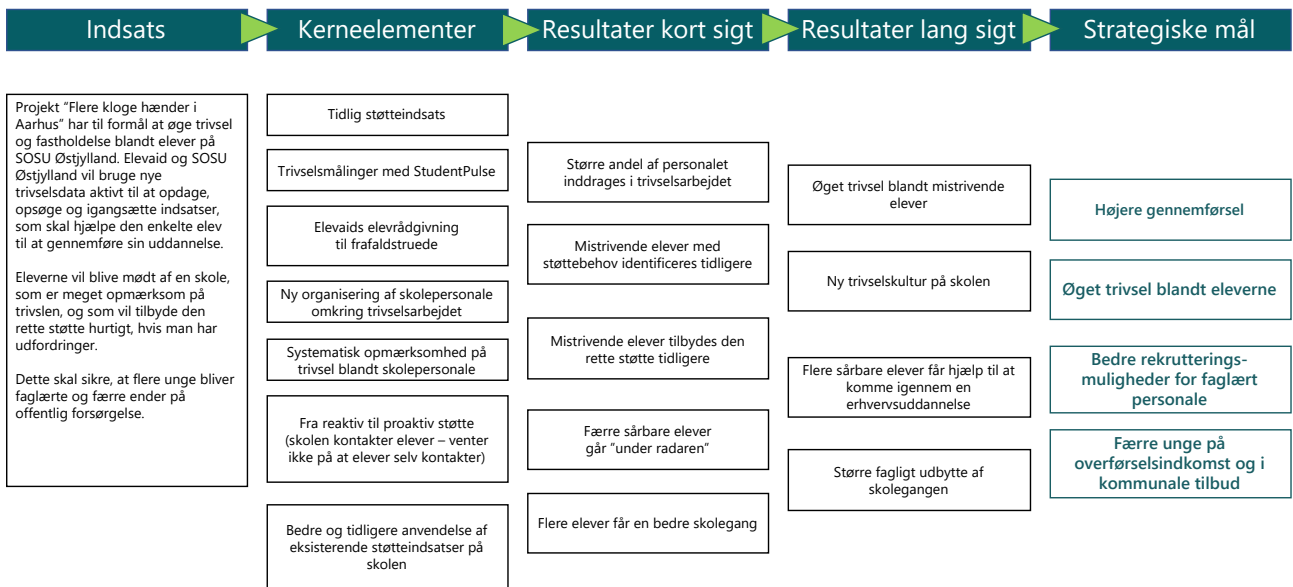 Indsats
Kerneelementer
Resultater kort sigt
Resultater lang sigt
Strategiske mål
Projekt "Flere kloge hænder i
Aarhus" har til formål at øge trivsel
og fastholdelse blandt elever på
SOSU Østjylland. Elevaid og SOSU
Østjylland vil bruge nye
trivselsdata aktivt til at opdage,
opsøge og igangsætte indsatser,
som skal hjælpe den enkelte elev
til at gennemføre sin uddannelse.
Eleverne vil blive mødt af en skole,
som er meget opmærksom på
trivslen, og som vil tilbyde den
rette støtte hurtigt, hvis man har
udfordringer.
Dette skal sikre, at flere unge bliver
faglærte og færre ender på
offentlig forsørgelse.
Tidlig støtteindsats
Trivselsmålinger med StudentPulse
Elevaids elevrådgivning
til frafaldstruede
Ny organisering af skolepersonale
omkring trivselsarbejdet
Systematisk opmærksomhed på
trivsel blandt skolepersonale
Fra reaktiv til proaktiv støtte
(skolen kontakter elever – venter
ikke på at elever selv kontakter)
Bedre og tidligere anvendelse af
eksisterende støtteindsatser på
skolen
Større andel af personalet
inddrages i trivselsarbejdet
Mistrivende elever med
støttebehov identificeres tidligere
Mistrivende elever tilbydes den
rette støtte tidligere
Færre sårbare elever
går "under radaren"
Flere elever får en bedre skolegang
Øget trivsel blandt mistrivende
elever
Ny trivselskultur på skolen
Flere sårbare elever får hjælp til at
komme igennem en
erhvervsuddannelse
Større fagligt udbytte af
skolegangen
Højere gennemførsel
Øget trivsel blandt eleverne
Bedre rekrutterings-
muligheder for faglært
personale
Færre unge på
overførselsindkomst og i
kommunale tilbud